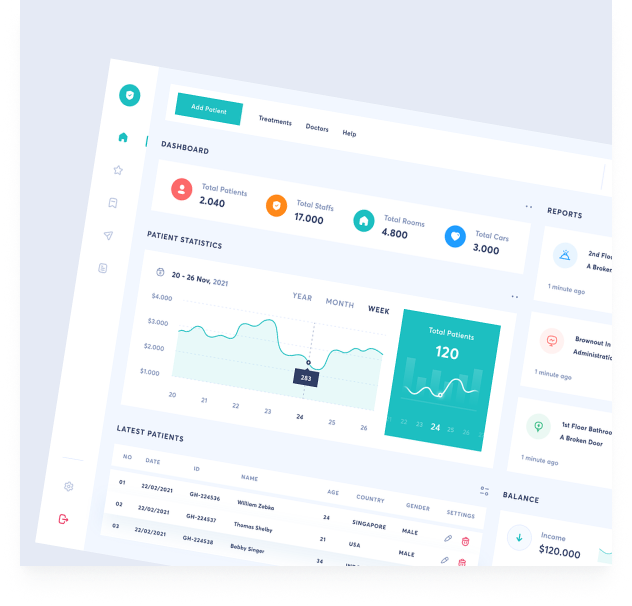 Add Patient
Treatments Doctors Help
DASHBOARD
Total Patients
2.040
Total Staffs
17.000
Total Rooms
4.800
Total Cars
3.000
PATIENT STATISTICS
20 - 26 Nov, 2021
YEAR MONTH WEEK
$4.000
$3.000
$2.000
$1.000
283
20 21 22 23 24 25 26
Total Patients
120
22 23 24 25 26
LATEST PATIENTS
NO DATE ID NAME AGE COUNTRY GENDER SETTINGS
01 22/02/2021 GH-224536 William Zabka 24 SINGAPORE MALE
02 22/02/2021 GH-224537 Thomas Shelby 21 USA MALE
03 22/02/2021 GH-224538 Bobby Singer 34
REPORTS
2nd Floo
A Broken
1 minute ago
Brownout in
Administratio
1 minute ago
1st Floor Bathroo
A Broken Door
1 minute ago
BALANCE
Income
$120.000